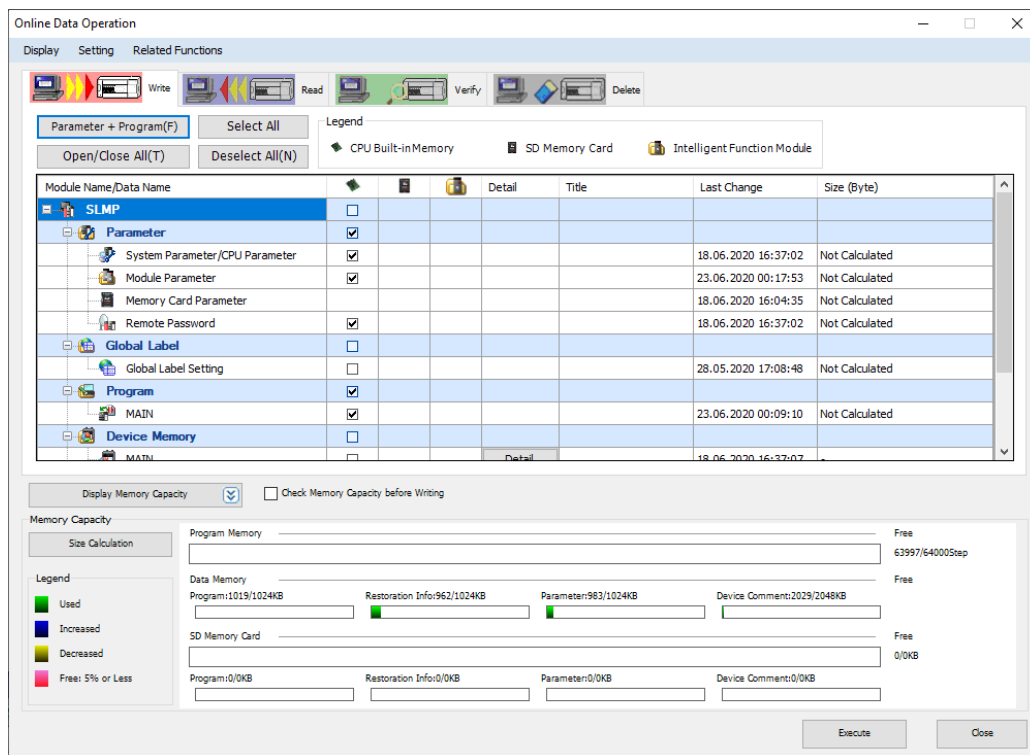 Online Data Operation
Display Setting Related Functions
Write Read Verify Delete
Parameter + Program(F) Select All
Open/Close All(T) Deselect All(N)
Legend
CPU Built-in Memory SD Memory Card Intelligent Function Module
Module Name/Data Name Detail Title Last Change Size (Byte)
SLMP
Parameter
System Parameter/CPU Parameter 18.06.2020 16:37:02 Not Calculated
Module Parameter 23.06.2020 00:17:53 Not Calculated
Memory Card Parameter 18.06.2020 16:04:35 Not Calculated
Remote Password 18.06.2020 16:37:02 Not Calculated
Global Label
Global Label Setting 28.05.2020 17:08:48 Not Calculated
Program
MAIN 23.06.2020 00:09:10 Not Calculated
Device Memory
MAIN Detail 18.06.2020 16:37:07 -
Display Memory Capacity Check Memory Capacity before Writing
Memory Capacity
Size Calculation
Program Memory Free
63997/64000Step
Legend
Used
Increased
Decreased
Free: 5% or Less
Data Memory Free
Program:1019/1024KB Restoration Info:962/1024KB Parameter:983/1024KB Device Comment:2029/2048KB
SD Memory Card Free
0/0KB
Program:0/0KB Restoration Info:0/0KB Parameter:0/0KB Device Comment:0/0KB
Execute Close